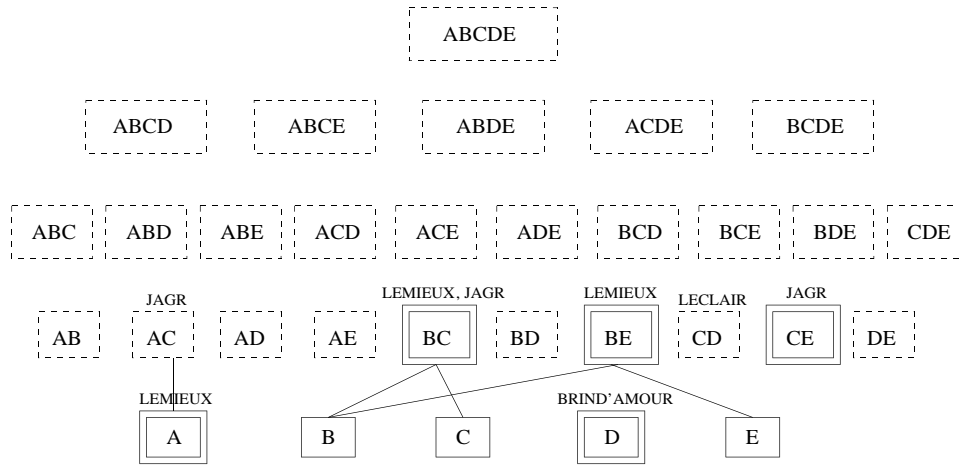 ABCDE
ABCD ABCE ABDE ACDE BCDE
ABC ABD ABE ACD ACE ADE BCD BCE BDE CDE
JAGR LEMIEUX, JAGR LEMIEUX LECLAIR JAGR
AB AC AD AE BC BD BE CD CE DE
LEMIEUX BRIND'AMOUR
A B C D E